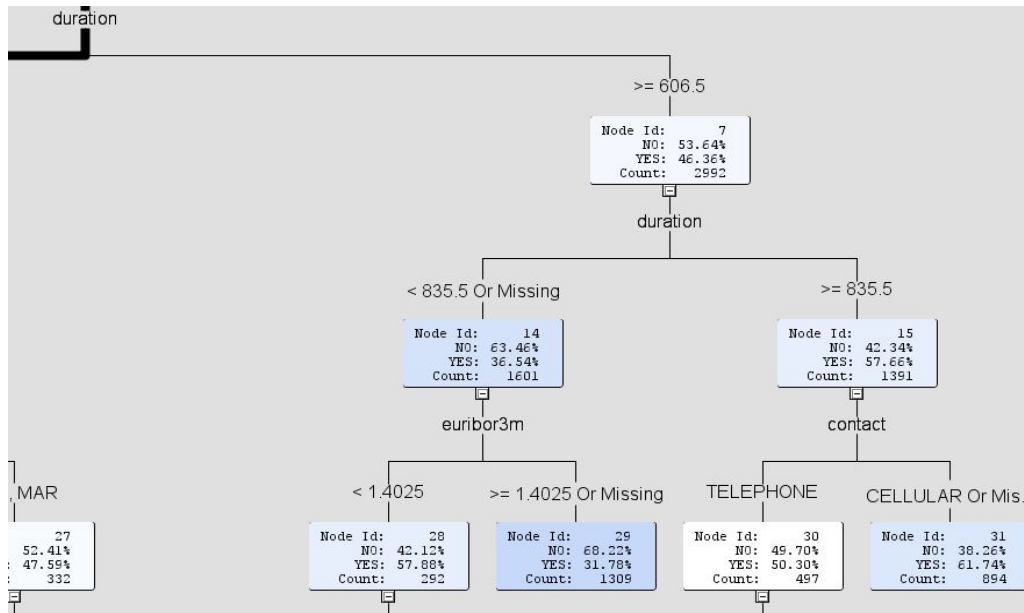 duration
>= 606.5
Node Id: 7
NO: 53.64%
YES: 46.36%
Count: 2992
duration
< 835.5 Or Missing
>= 835.5
Node Id: 14
NO: 63.46%
YES: 36.54%
Count: 1601
Node Id: 15
NO: 42.34%
YES: 57.66%
Count: 1391
euribor3m
contact
, MAR
< 1.4025
>= 1.4025 Or Missing
TELEPHONE
CELLULAR Or Mis.
27
52.41%
: 47.59%
: 332
Node Id: 28
NO: 42.12%
YES: 57.88%
Count: 292
Node Id: 29
NO: 68.22%
YES: 31.78%
Count: 1309
Node Id: 30
NO: 49.70%
YES: 50.30%
Count: 497
Node Id: 31
NO: 38.26%
YES: 61.74%
Count: 894